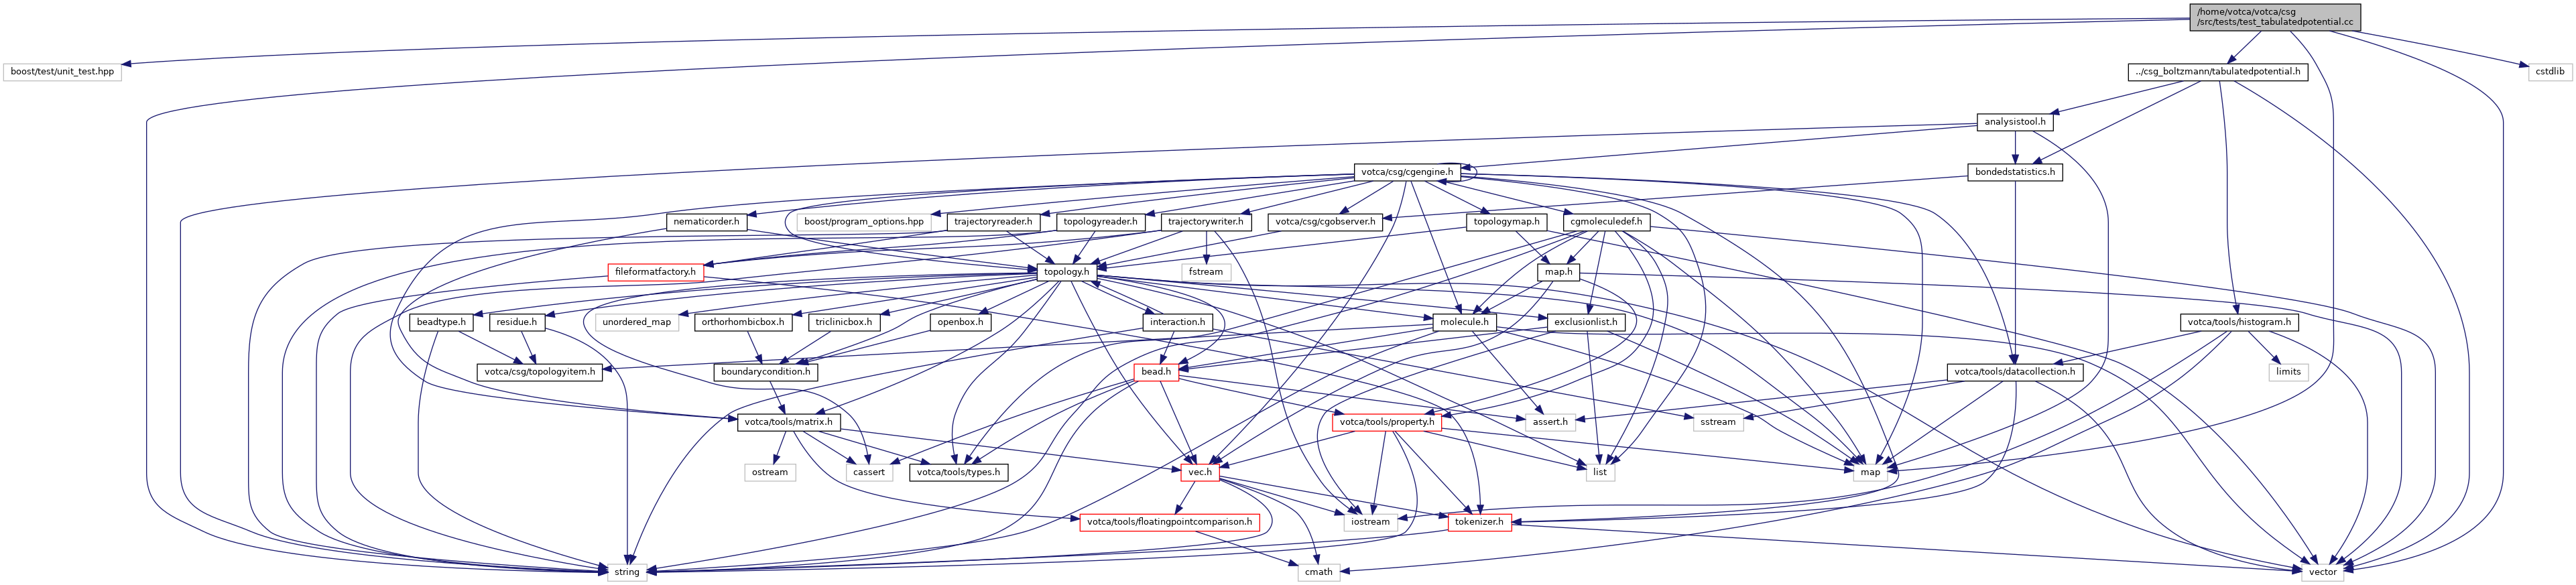 /home/votca/votca/csg
/src/tests/test_tabulatedpotential.cc
boost/test/unit_test.hpp
../csg_boltzmann/tabulatedpotential.h
cstdlib
analysistool.h
votca/csg/cgengine.h
bondedstatistics.h
nematicorder.h
boost/program_options.hpp
trajectoryreader.h
topologyreader.h
trajectorywriter.h
votca/csg/cgobserver.h
topologymap.h
cgmoleculedef.h
fileformatfactory.h
topology.h
fstream
map.h
beadtype.h
residue.h
unordered_map
orthorhombicbox.h
triclinicbox.h
openbox.h
interaction.h
molecule.h
exclusionlist.h
votca/tools/histogram.h
votca/csg/topologyitem.h
boundarycondition.h
bead.h
votca/tools/datacollection.h
limits
votca/tools/matrix.h
votca/tools/property.h
assert.h
sstream
ostream
cassert
votca/tools/types.h
vec.h
list
map
votca/tools/floatingpointcomparison.h
iostream
tokenizer.h
string
cmath
vector